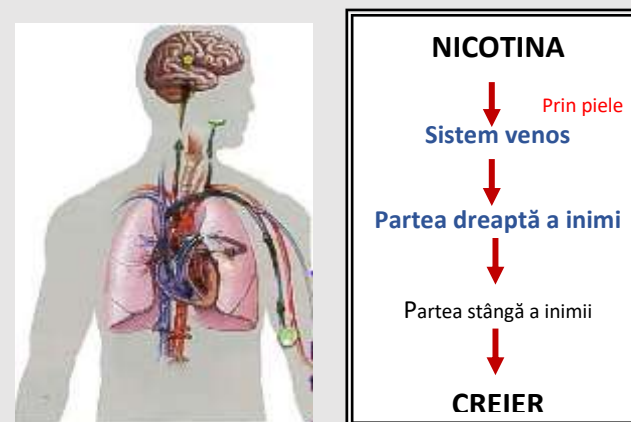 NICOTINA
Prin piele
Sistem venos
Partea dreaptă a inimi
Partea stângă a inimii
CREIER